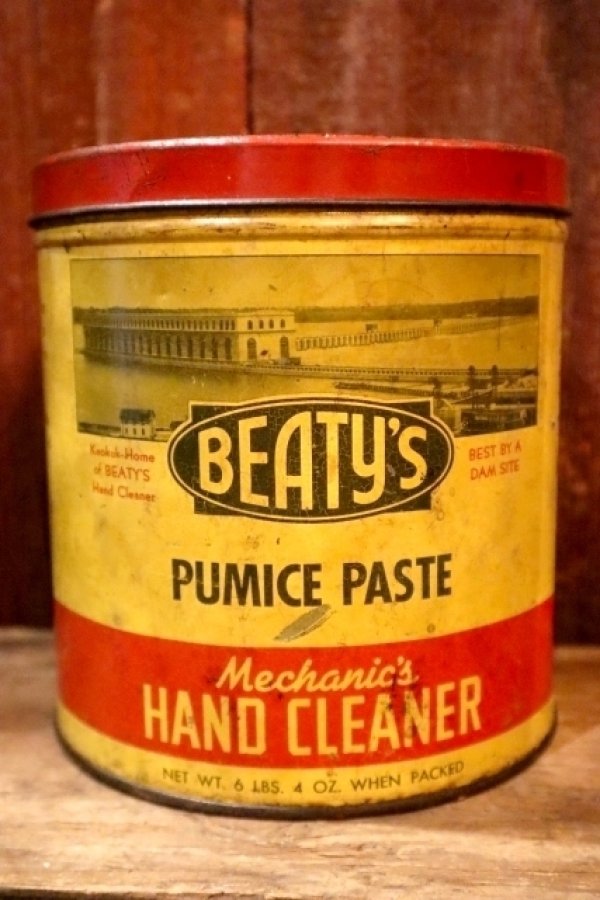 Keokuk-Home
of BEATY'S
Hand Cleaner
BEATY'S
BEST BY A
DAM SITE
PUMICE PASTE
Mechanic's
HAND CLEANER
NET WT. 6 LBS. 4 OZ. WHEN PACKED